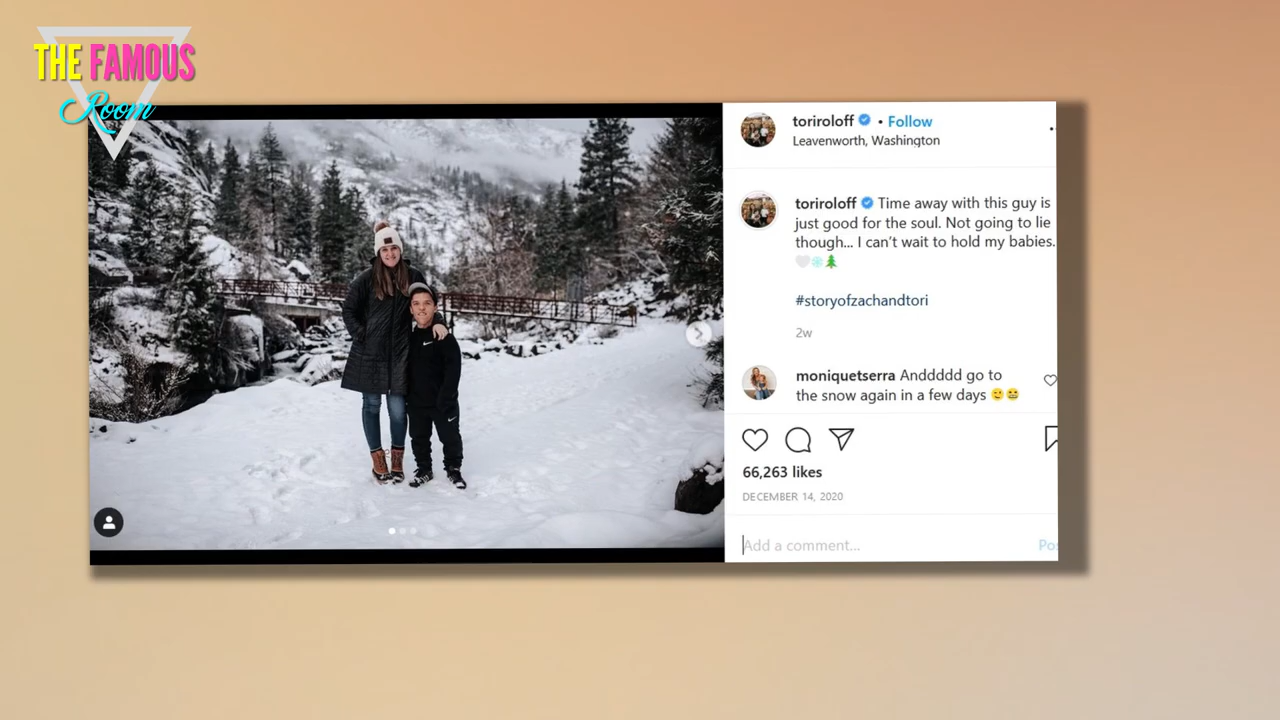 THE FAMOUS
Room
toriroloff • Follow
Leavenworth, Washington
toriroloff Time away with this guy is
just good for the soul. Not going to lie
though... I can't wait to hold my babies.
🤍❄️🌲
#storyofzachandtori
2w
moniquetserra Anddddd go to
the snow again in a few days 😉😬
66,263 likes
DECEMBER 14, 2020
Add a comment...